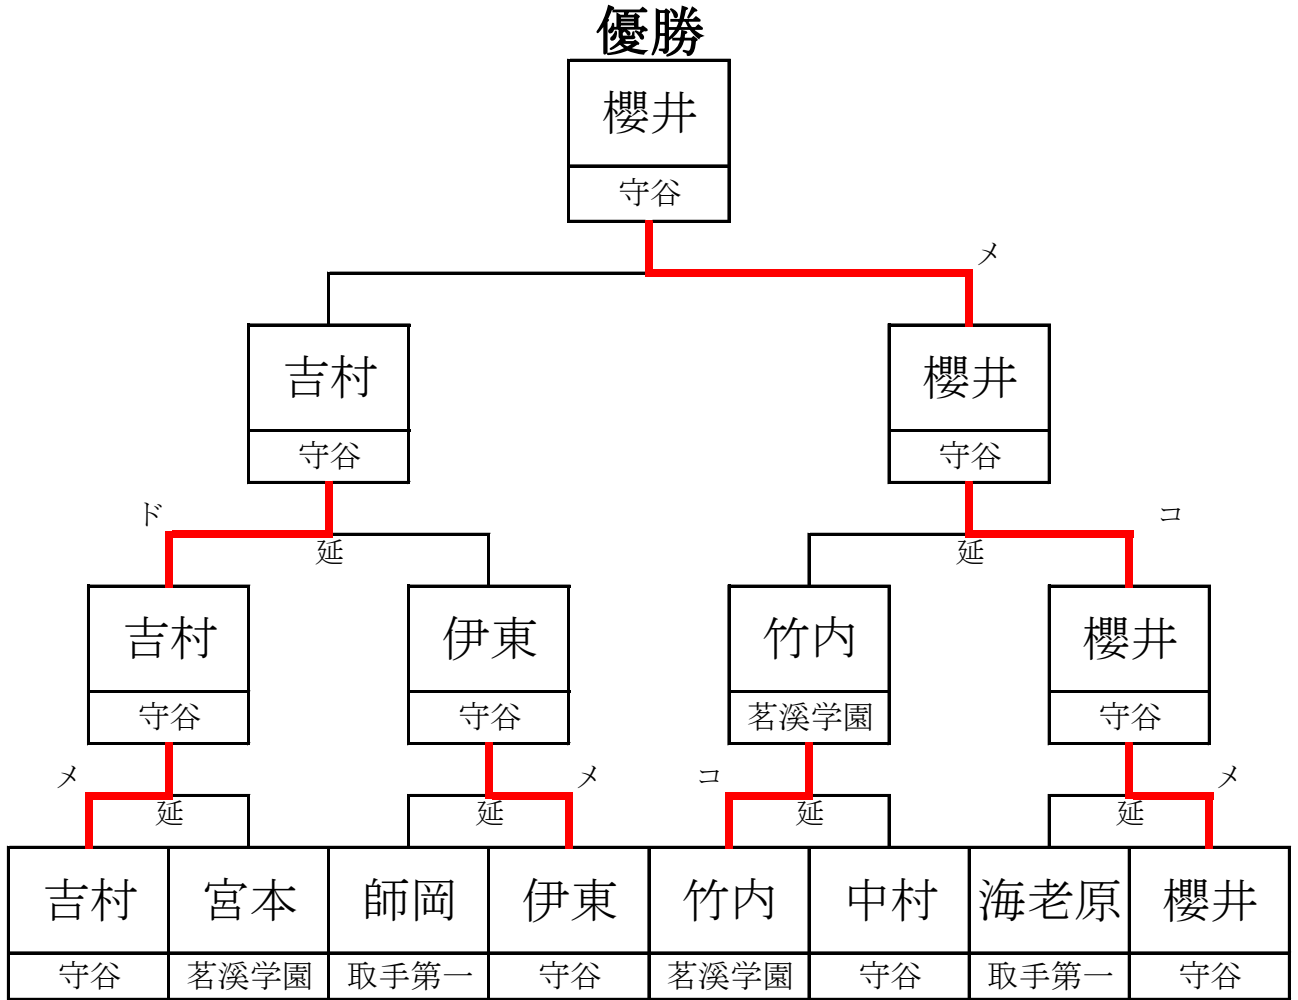 優勝
櫻井
守谷
メ
吉村 櫻井
守谷 守谷
ド コ
延 延
吉村 伊東 竹内 櫻井
守谷 守谷 茗溪学園 守谷
メ メ コ メ
延 延 延 延
吉村 宮本 師岡 伊東 竹内 中村 海老原 櫻井
守谷 茗溪学園 取手第一 守谷 茗溪学園 守谷 取手第一 守谷